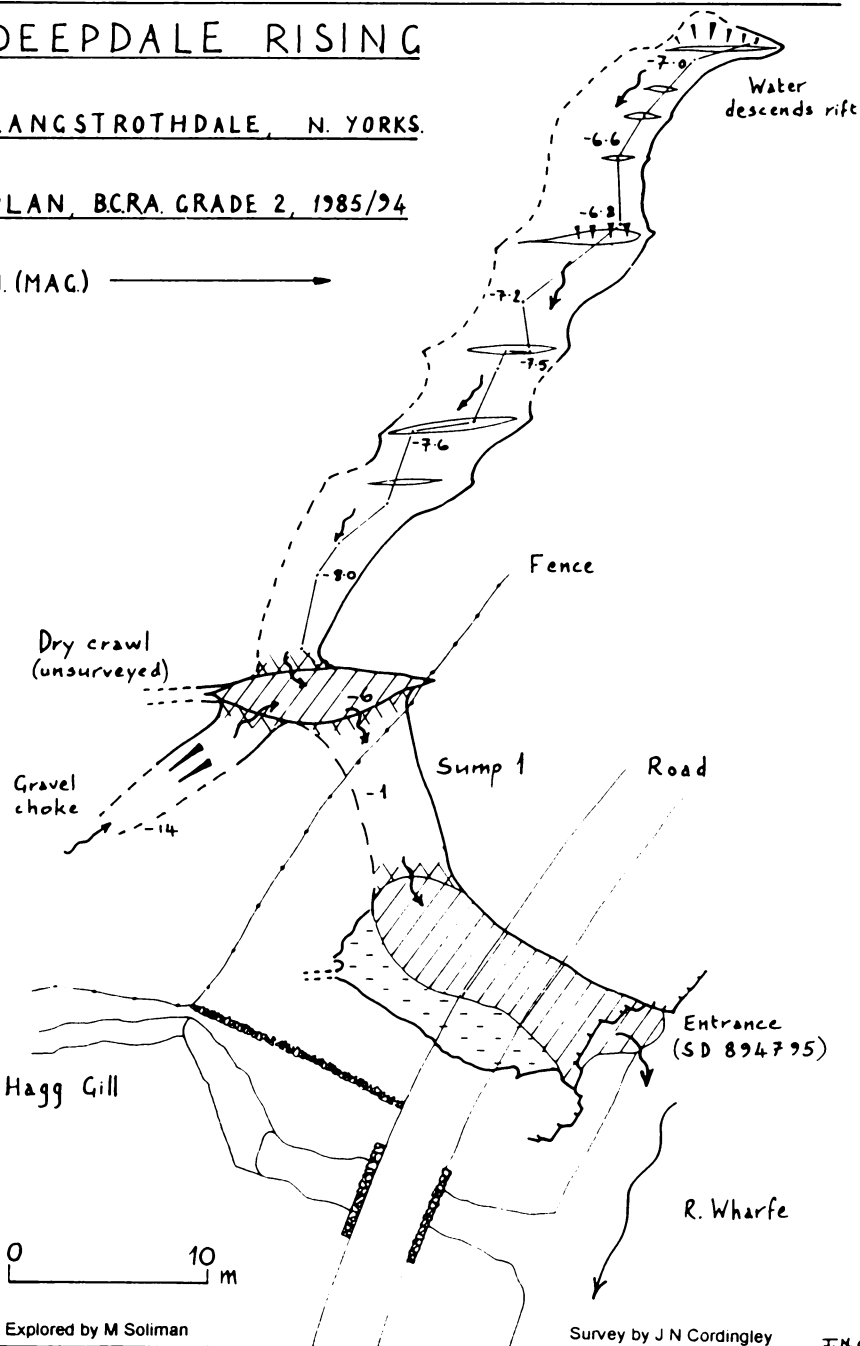 DEEPDALE RISING
LANGSTROTHDALE, N. YORKS.
PLAN, B.C.R.A. GRADE 2, 1985/94
N. (MAG.)
-7.0
Water
descends rift
-6.6
-6.8
-7.2
-7.5
-7.6
-8.0
Fence
Dry crawl
(unsurveyed)
-6
Sump 1
Road
Gravel
choke
-1
-14
Entrance
(SD 894795)
Hagg Gill
R. Wharfe
0 10
m
Explored by M Soliman
Survey by J N Cordingley